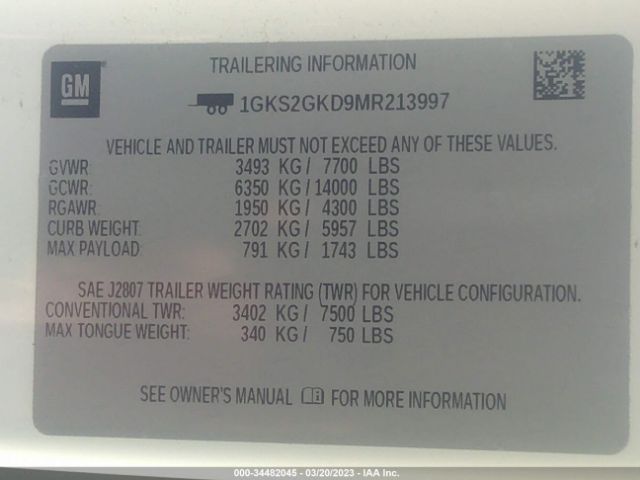 GM
TRAILERING INFORMATION
1GKS2GKD9MR213997
VEHICLE AND TRAILER MUST NOT EXCEED ANY OF THESE VALUES.
GVWR: 3493 KG / 7700 LBS
GCWR: 6350 KG / 14000 LBS
RGAWR: 1950 KG / 4300 LBS
CURB WEIGHT: 2702 KG / 5957 LBS
MAX PAYLOAD: 791 KG / 1743 LBS
SAE J2807 TRAILER WEIGHT RATING (TWR) FOR VEHICLE CONFIGURATION.
CONVENTIONAL TWR: 3402 KG / 7500 LBS
MAX TONGUE WEIGHT: 340 KG / 750 LBS
SEE OWNER'S MANUAL FOR MORE INFORMATION
000-34482045 - 03/20/2023 - IAA Inc.